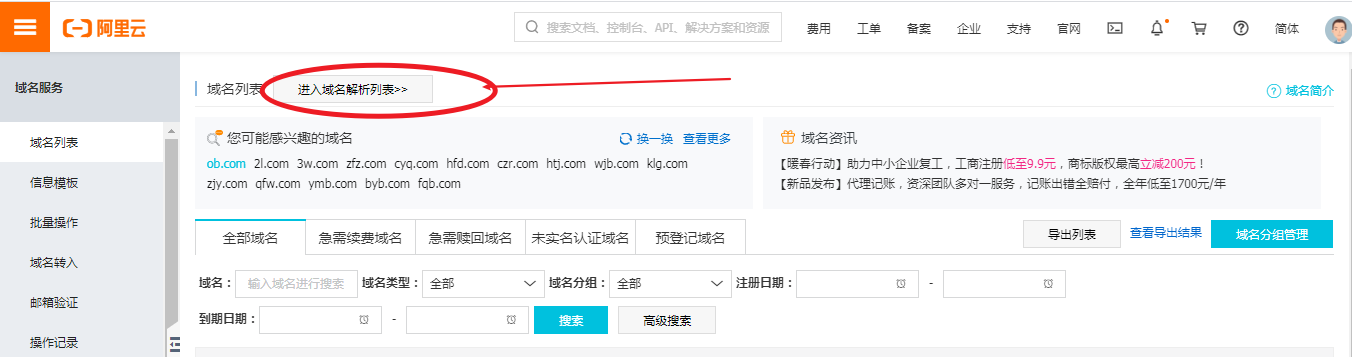 阿里云
搜索文档、控制台、API、解决方案和资源
费用 工单 备案 企业 支持 官网 简体
域名服务
域名列表
信息模板
批量操作
域名转入
邮箱验证
操作记录
域名列表 进入域名解析列表>>
域名简介
您可能感兴趣的域名 换一换 查看更多
ob.com 2l.com 3w.com zfz.com cyq.com hfd.com czr.com htj.com wjb.com klg.com
zjy.com qfw.com ymb.com byb.com fqb.com
域名资讯
【暖春行动】助力中小企业复工，工商注册低至9.9元，商标版权最高立减200元！
【新品发布】代理记账，资深团队多对一服务，记账出错全赔付，全年低至1700元/年
全部域名 急需续费域名 急需赎回域名 未实名认证域名 预登记域名
导出列表 查看导出结果 域名分组管理
域名： 输入域名进行搜索 域名类型： 全部 域名分组： 全部 注册日期： -
到期日期： - 搜索 高级搜索